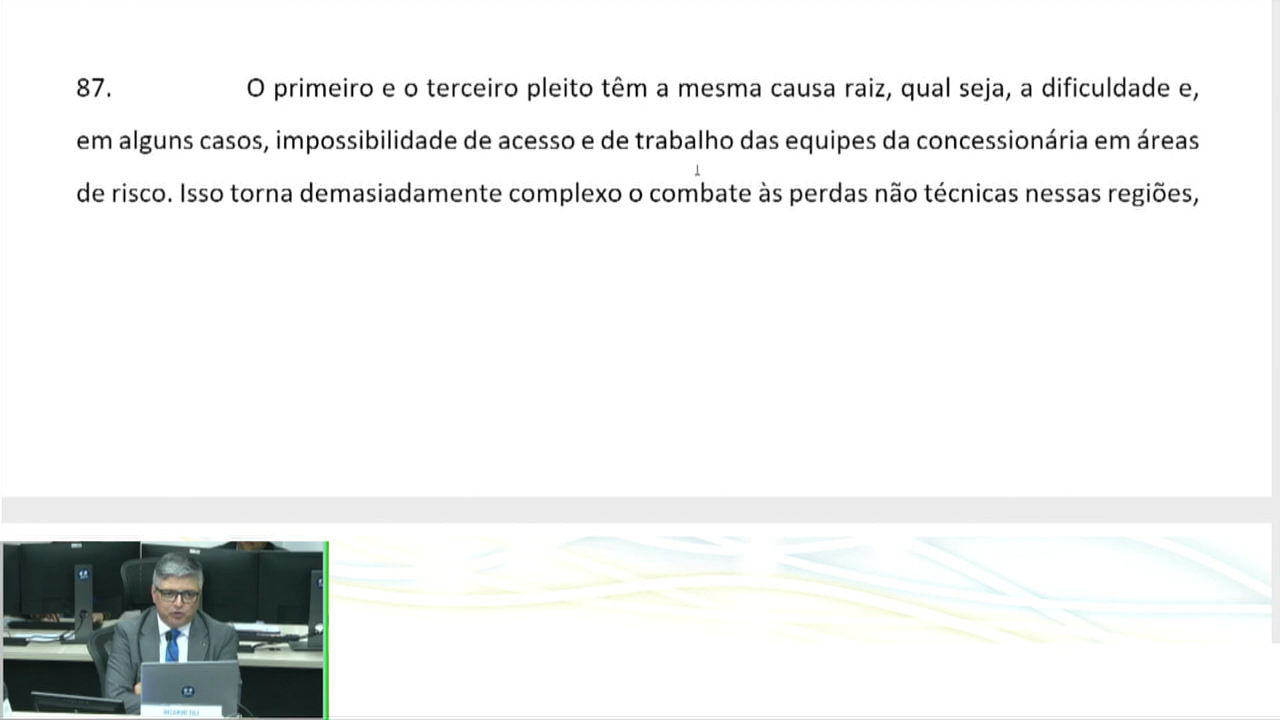 87. O primeiro e o terceiro pleito têm a mesma causa raiz, qual seja, a dificuldade e,
em alguns casos, impossibilidade de acesso e de trabalho das equipes da concessionária em áreas
de risco. Isso torna demasiadamente complexo o combate às perdas não técnicas nessas regiões,